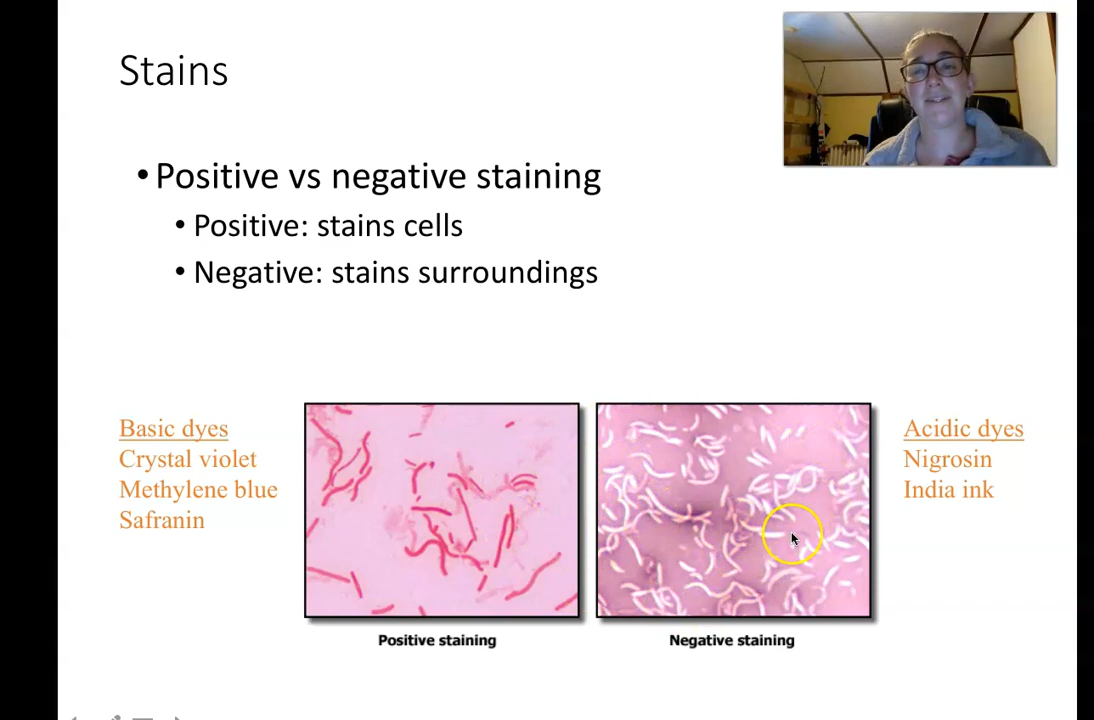 Stains
• Positive vs negative staining
• Positive: stains cells
• Negative: stains surroundings
Basic dyes
Crystal violet
Methylene blue
Safranin
Acidic dyes
Nigrosin
India ink
Positive staining
Negative staining